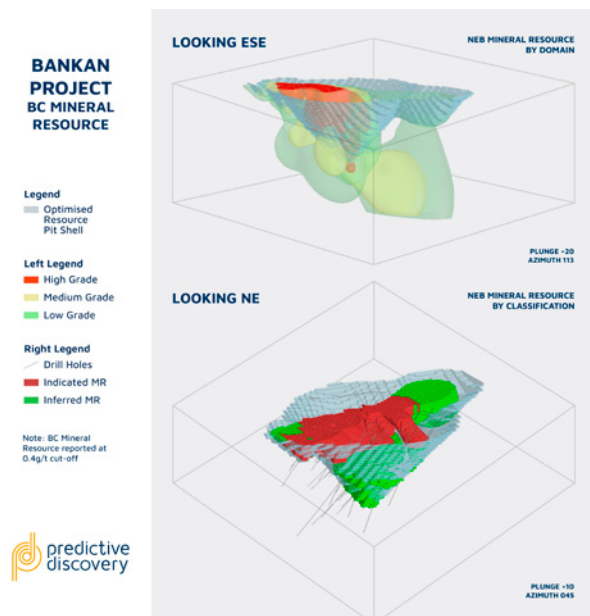 BANKAN
PROJECT
BC MINERAL
RESOURCE
Legend
Optimised
Resource
Pit Shell
Left Legend
High Grade
Medium Grade
Low Grade
Right Legend
Drill Holes
Indicated MR
Inferred MR
Note: BC Mineral
Resource reported at
0.4g/t cut-off
predictive
discovery
LOOKING ESE
NEB MINERAL RESOURCE
BY DOMAIN
PLUNGE +20
AZIMUTH 113
LOOKING NE
NEB MINERAL RESOURCE
BY CLASSIFICATION
PLUNGE +10
AZIMUTH 045